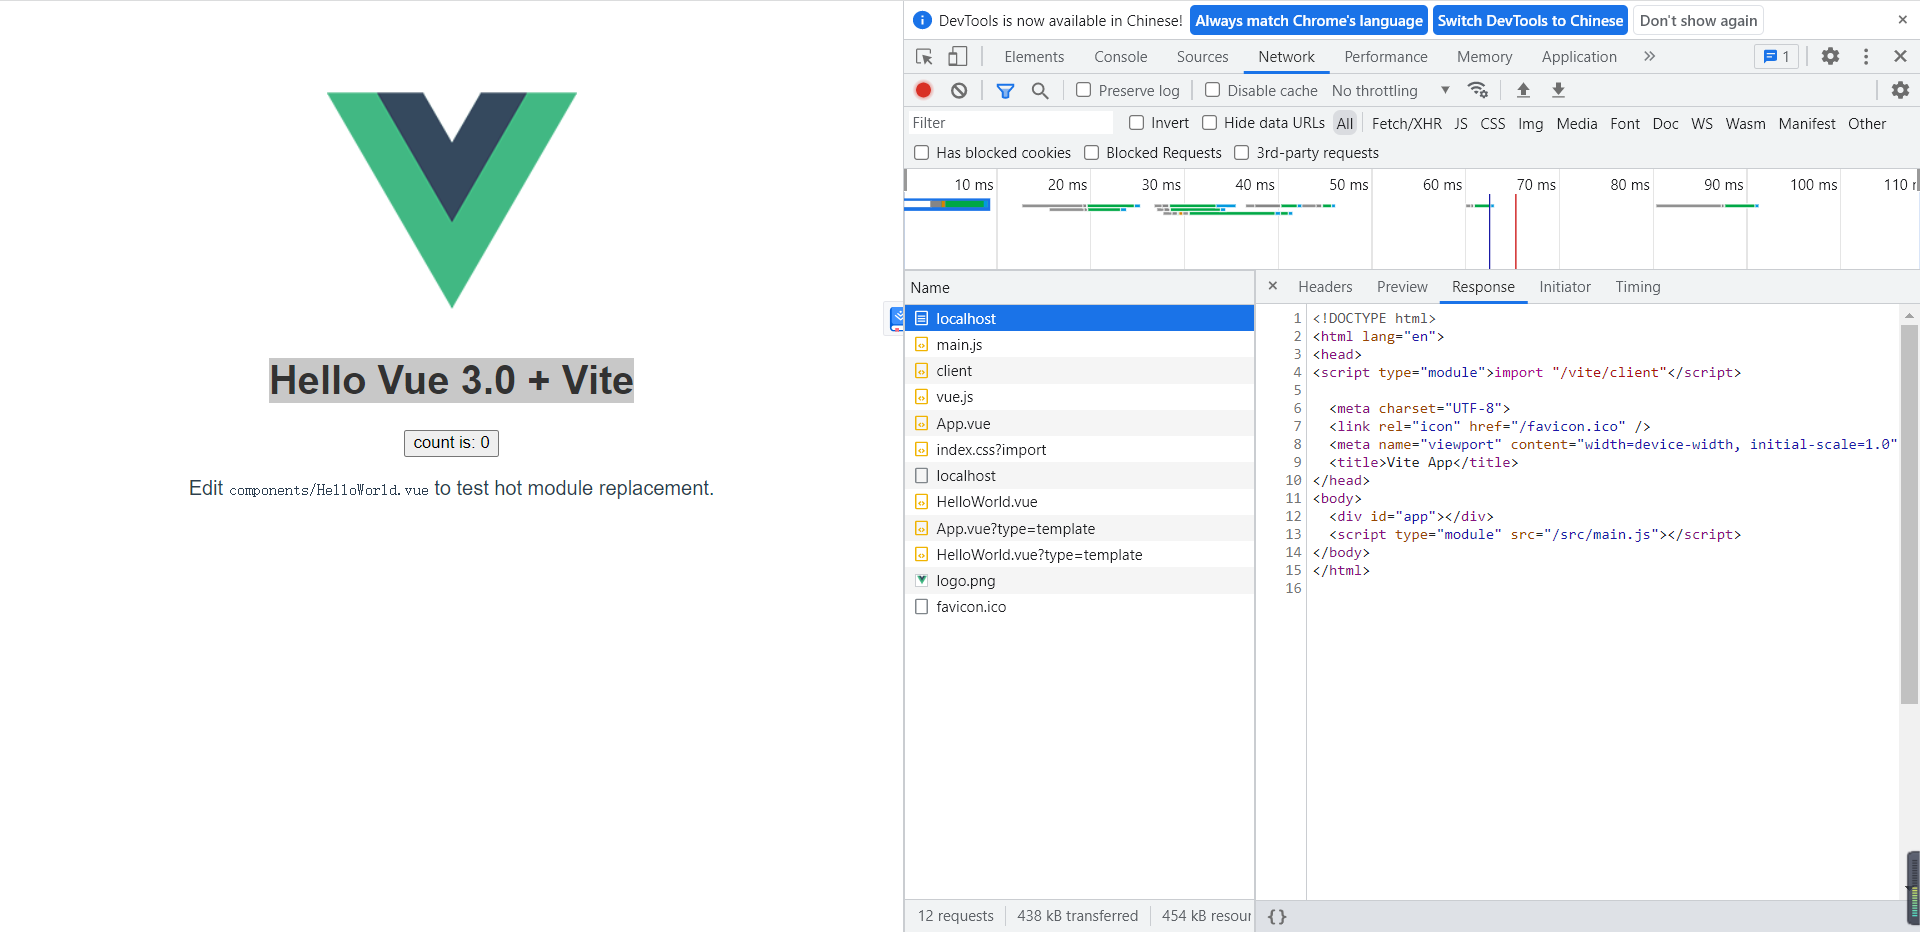 Hello Vue 3.0 + Vite
count is: 0
Edit components/HelloWorld.vue to test hot module replacement.
DevTools is now available in Chinese! Always match Chrome's language Switch DevTools to Chinese Don't show again
Elements Console Sources Network Performance Memory Application 1
Preserve log Disable cache No throttling
Filter Invert Hide data URLs All Fetch/XHR JS CSS Img Media Font Doc WS Wasm Manifest Other
Has blocked cookies Blocked Requests 3rd-party requests
10 ms 20 ms 30 ms 40 ms 50 ms 60 ms 70 ms 80 ms 90 ms 100 ms 110
Name
localhost
main.js
client
vue.js
App.vue
index.css?import
localhost
HelloWorld.vue
App.vue?type=template
HelloWorld.vue?type=template
logo.png
favicon.ico
12 requests 438 kB transferred 454 kB resour
Headers Preview Response Initiator Timing
1 <!DOCTYPE html>
2 <html lang="en">
3 <head>
4 <script type="module">import "/vite/client"</script>
5
6 <meta charset="UTF-8">
7 <link rel="icon" href="/favicon.ico" />
8 <meta name="viewport" content="width=device-width, initial-scale=1.0"
9 <title>Vite App</title>
10 </head>
11 <body>
12 <div id="app"></div>
13 <script type="module" src="/src/main.js"></script>
14 </body>
15 </html>
16
{}